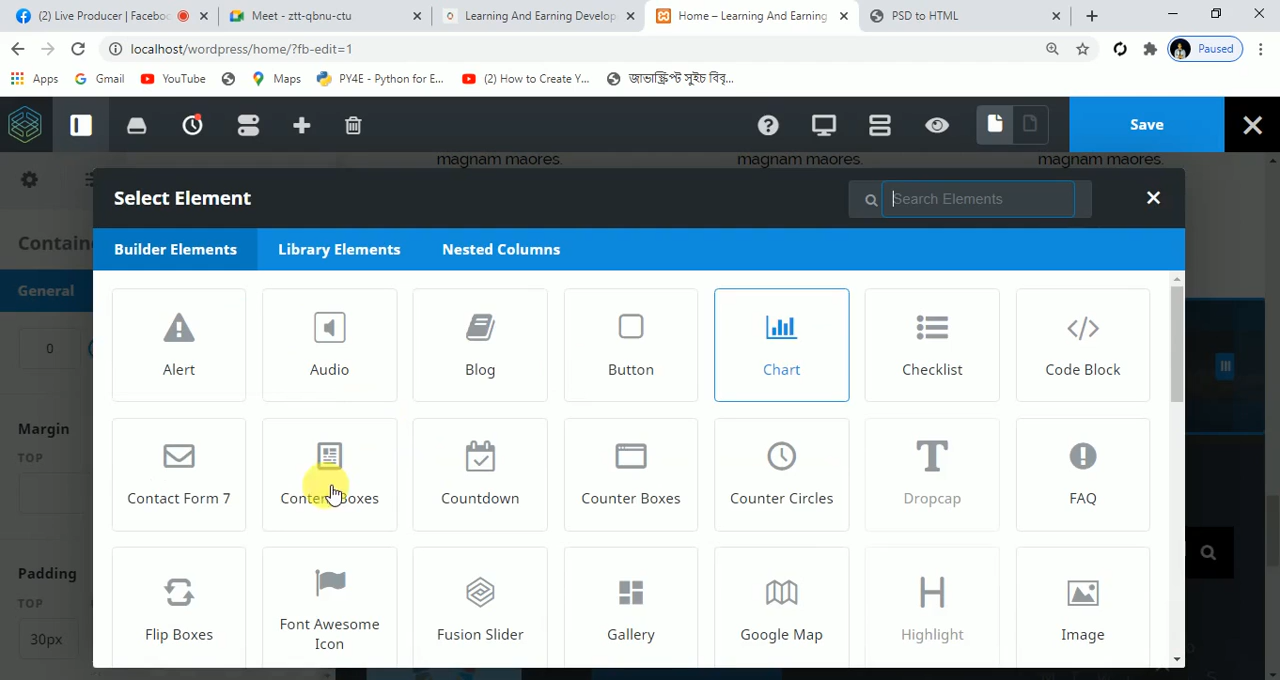 (2) Live Producer | Faceboo
Meet - ztt-qbnu-ctu
Learning And Earning Develop
Home – Learning And Earning
PSD to HTML
localhost/wordpress/home/?fb-edit=1
Paused
Apps
Gmail
YouTube
Maps
PY4E - Python for E...
(2) How to Create Y...
জাভাস্ক্রিপ্ট সুইচ বিবৃ...
Save
magnam maores.
magnam maores.
magnam maores.
Select Element
Search Elements
Builder Elements
Library Elements
Nested Columns
Contain
General
0
Margin
TOP
Padding
TOP
30px
Alert
Audio
Blog
Button
Chart
Checklist
Code Block
Contact Form 7
Content Boxes
Countdown
Counter Boxes
Counter Circles
Dropcap
FAQ
Flip Boxes
Font Awesome
Icon
Fusion Slider
Gallery
Google Map
Highlight
Image